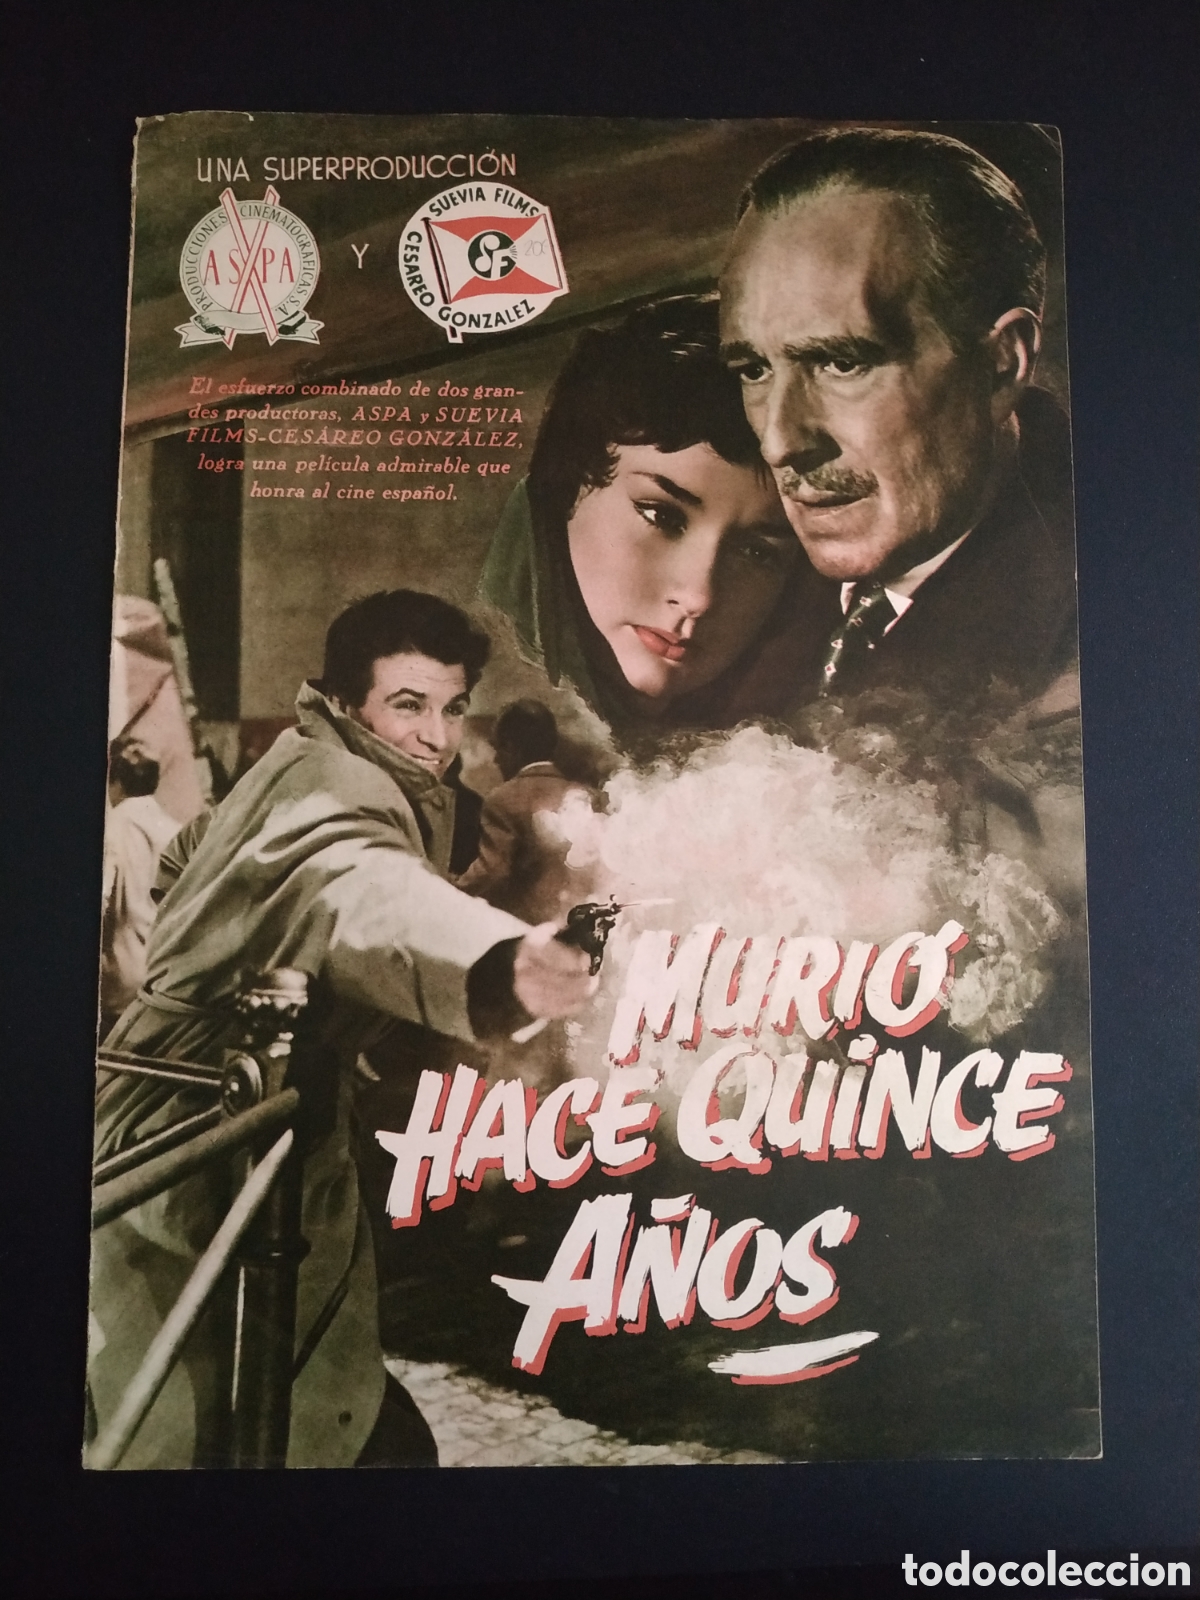 UNA SUPERPRODUCCIÓN
PRODUCCIONES CINEMATOGRAFICAS S.A
ASPA
Y
SUEVIA FILMS
SF
CESAREO GONZALEZ
El esfuerzo combinado de dos gran-
des productoras, ASPA y SUEVIA
FILMS-CESÁREO GONZÁLEZ,
logra una película admirable que
honra al cine español.
MURIÓ
HACE QUINCE
AÑOS
todocoleccion